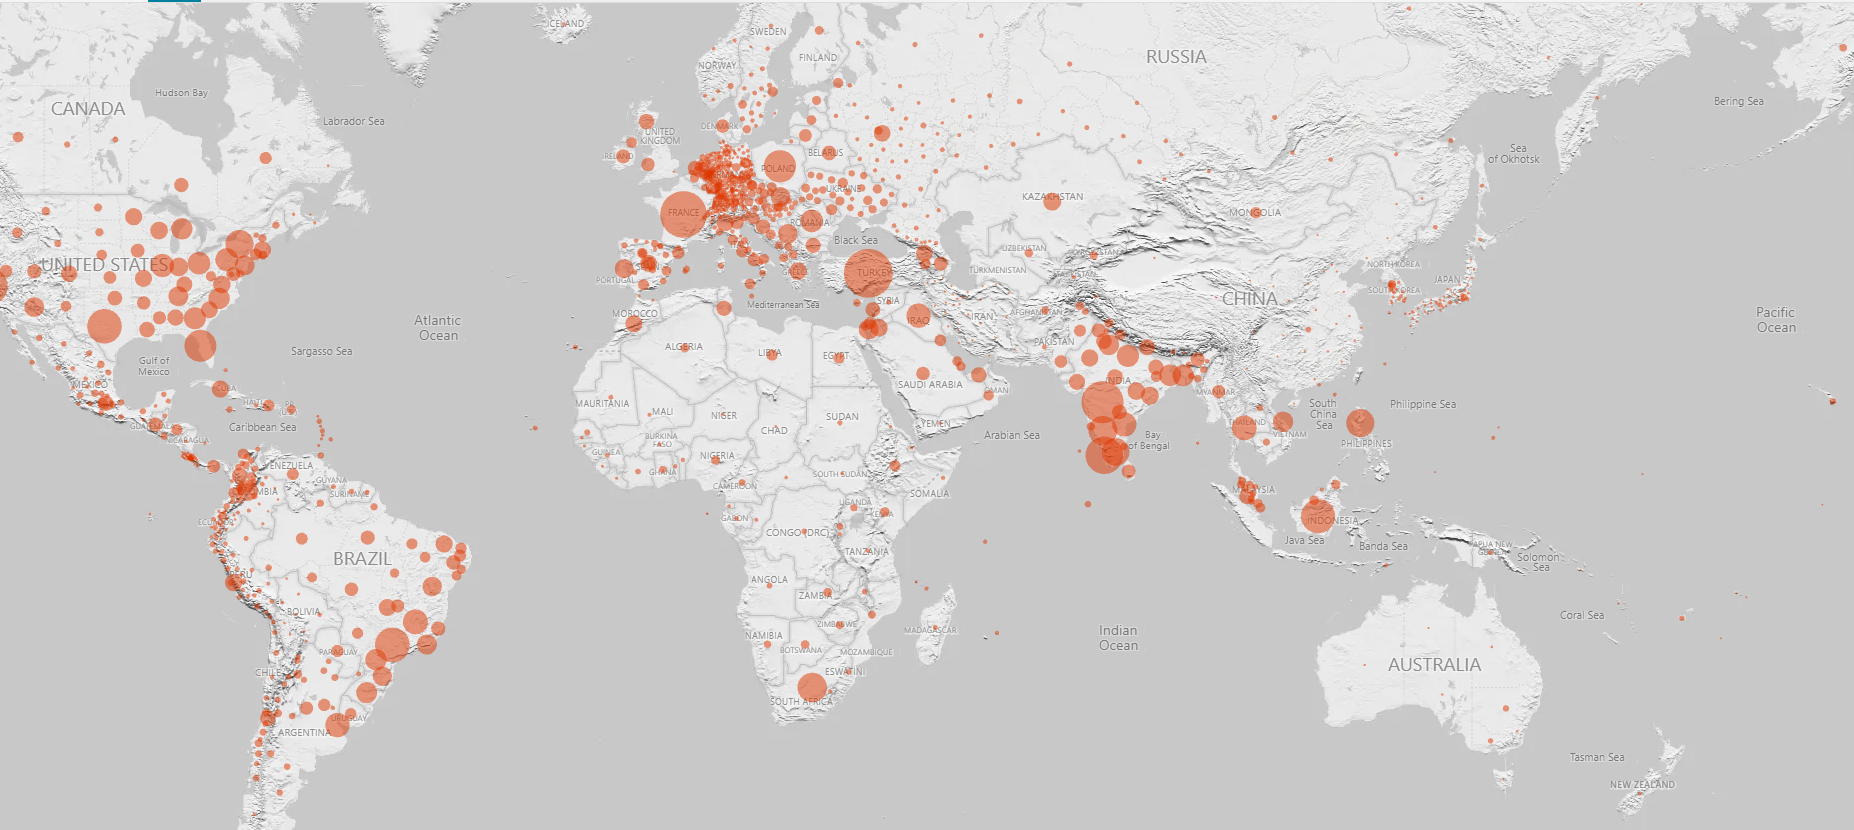 ICELAND
SWEDEN
FINLAND
NORWAY
RUSSIA
CANADA
Hudson Bay
Labrador Sea
Bering Sea
Sea
of Okhotsk
DENMARK
UNITED
KINGDOM
IRELAND
BELARUS
POLAND
UKRAINE
KAZAKHSTAN
MONGOLIA
FRANCE
ROMANIA
ITALY
Black Sea
UZBEKISTAN
KYRGYZSTAN
TURKMENISTAN
UNITED STATES
PORTUGAL
GREECE
TURKEY
NORTH KOREA
SOUTH KOREA
JAPAN
CHINA
Atlantic
Ocean
Mediterranean Sea
SYRIA
IRAQ
IRAN
AFGHANISTAN
MOROCCO
Pacific
Ocean
Sargasso Sea
Gulf of
Mexico
ALGERIA
LIBYA
EGYPT
PAKISTAN
MEXICO
CUBA
SAUDI ARABIA
OMAN
INDIA
MYANMAR
HAITI
MAURITANIA
MALI
NIGER
CHAD
SUDAN
YEMEN
Arabian Sea
Bay
of Bengal
THAILAND
VIETNAM
South
China
Sea
Philippine Sea
PHILIPPINES
GUATEMALA
NICARAGUA
Caribbean Sea
GUINEA
BURKINA
FASO
GHANA
NIGERIA
CAMEROON
SOUTH SUDAN
SOMALIA
VENEZUELA
GUYANA
SURINAME
MALAYSIA
ECUADOR
GABON
CONGO (DRC)
UGANDA
KENYA
TANZANIA
INDONESIA
Java Sea
Banda Sea
PAPUA NEW
GUINEA
Solomon
Sea
BRAZIL
PERU
BOLIVIA
ANGOLA
ZAMBIA
ZIMBABWE
MADAGASCAR
NAMIBIA
BOTSWANA
MOZAMBIQUE
Indian
Ocean
Coral Sea
PARAGUAY
CHILE
ESWATINI
SOUTH AFRICA
AUSTRALIA
URUGUAY
ARGENTINA
Tasman Sea
NEW ZEALAND